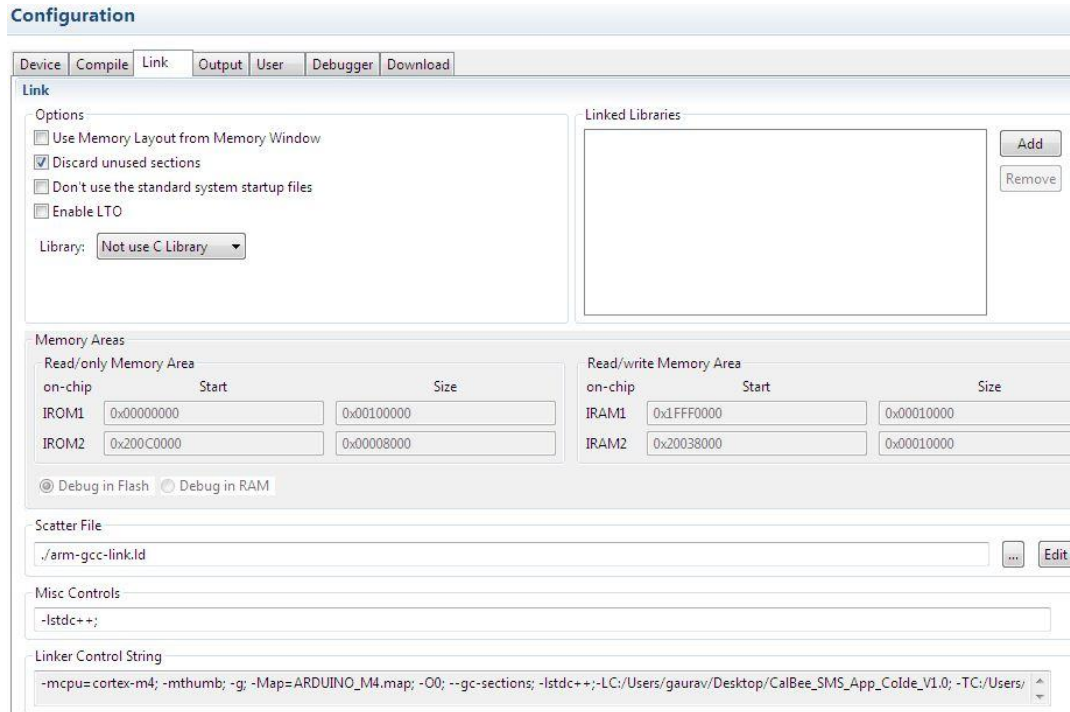 Configuration
Device Compile Link Output User Debugger Download
Link
Options
Use Memory Layout from Memory Window
Discard unused sections
Don't use the standard system startup files
Enable LTO
Library: Not use C Library
Linked Libraries
Add
Remove
Memory Areas
Read/only Memory Area
on-chip Start Size
IROM1 0x00000000 0x00100000
IROM2 0x200C0000 0x00008000
Read/write Memory Area
on-chip Start Size
IRAM1 0x1FFF0000 0x00010000
IRAM2 0x20038000 0x00010000
Debug in Flash Debug in RAM
Scatter File
./arm-gcc-link.ld ... Edit
Misc Controls
-lstdc++;
Linker Control String
-mcpu=cortex-m4; -mthumb; -g; -Map=ARDUINO_M4.map; -O0; --gc-sections; -lstdc++;-LC:/Users/gaurav/Desktop/CalBee_SMS_App_CoIde_V1.0; -TC:/Users/